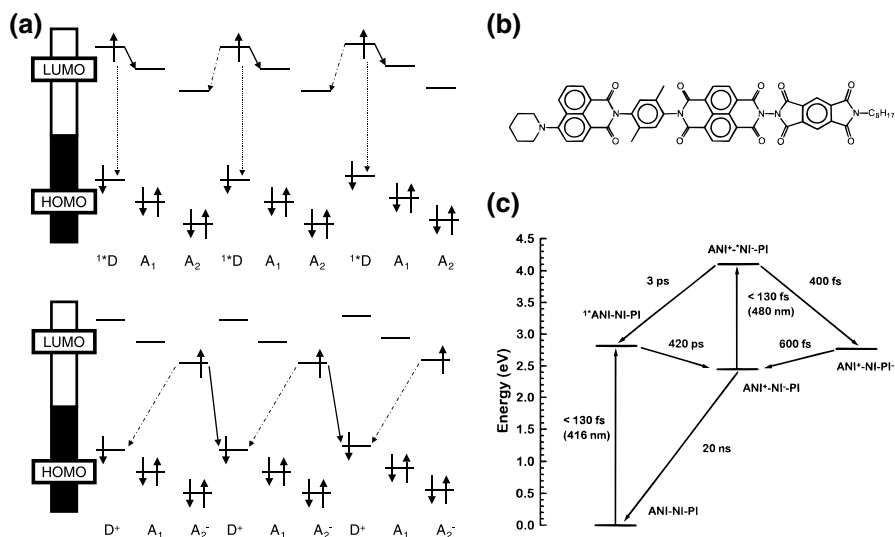 (a)
LUMO
HOMO
¹*D A₁ A₂ ¹*D A₁ A₂ ¹*D A₁ A₂
LUMO
HOMO
D⁺ A₁ A₂⁻ D⁺ A₁ A₂⁻ D⁺ A₁ A₂⁻
(b)
O O O O O O
N N N N N N C₈H₁₇
O O O O O O
(c)
Energy (eV)
4.5
4.0
3.5
3.0
2.5
2.0
1.5
1.0
0.5
0.0
ANI⁺-*NI⁻-PI
3 ps
400 fs
< 130 fs
(480 nm)
¹*ANI-NI-PI
420 ps
600 fs
ANI⁺-NI-PI⁻
ANI⁺-NI⁻-PI
< 130 fs
(416 nm)
20 ns
ANI-NI-PI